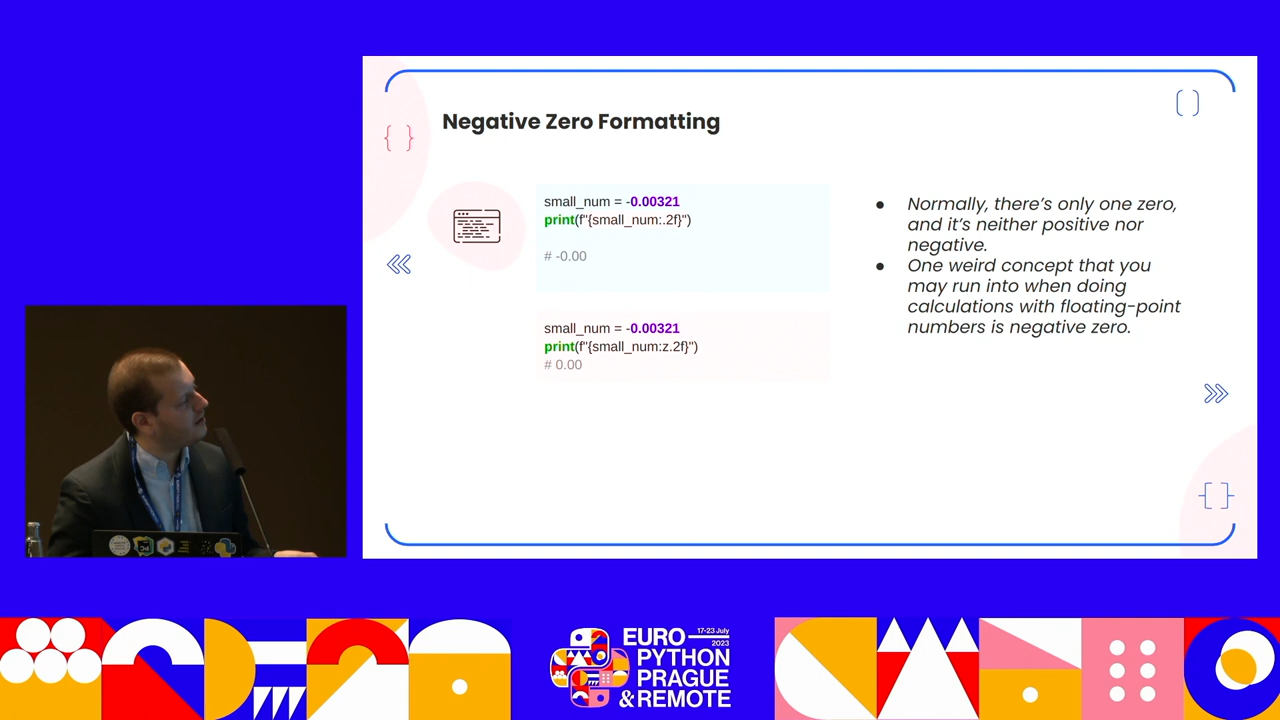 Negative Zero Formatting
{ }
[ ]
small_num = -0.00321
print(f"{small_num:.2f}")
# -0.00
small_num = -0.00321
print(f"{small_num:z.2f}")
# 0.00
● Normally, there's only one zero,
and it's neither positive nor
negative.
● One weird concept that you
may run into when doing
calculations with floating-point
numbers is negative zero.
EURO
17-23 July
2023
PYTHON
PRAGUE
& REMOTE